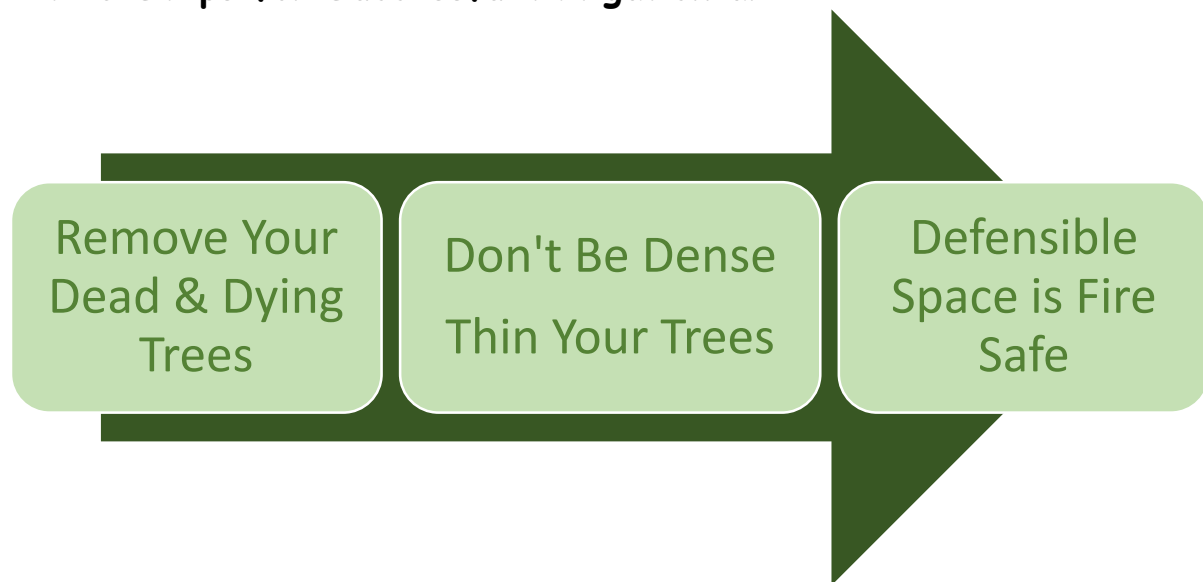 Remove Your
Dead & Dying
Trees
Don't Be Dense
Thin Your Trees
Defensible
Space is Fire
Safe